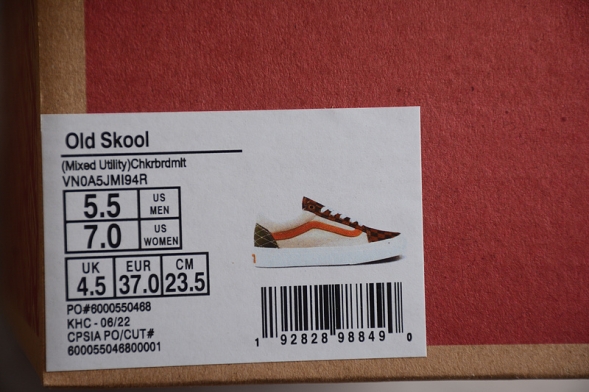 Old Skool
(Mixed Utility)Chkrbrdmlt
VN0A5JMI94R
5.5 US MEN
7.0 US WOMEN
UK EUR CM
4.5 37.0 23.5
PO#6000550468
KHC - 06/22
CPSIA PO/CUT#
600055046800001
1 92828 98849 0